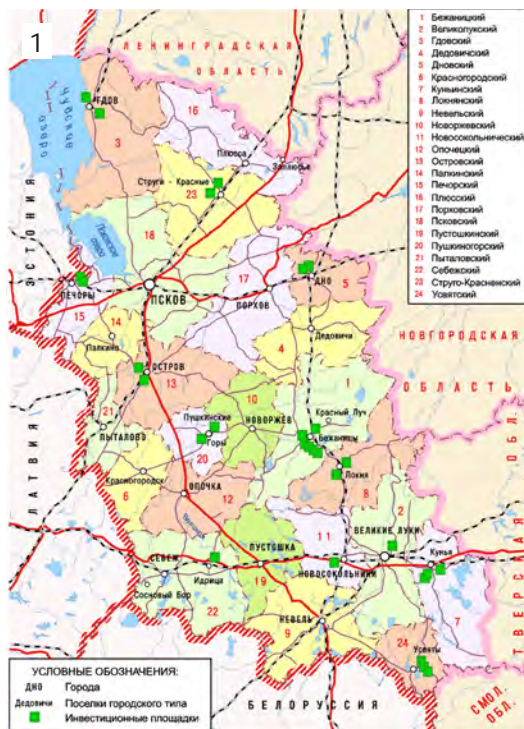 1
ЛЕНИНГРАДСКАЯ
ОБЛАСТЬ
1 Бежаницкий
2 Великолукский
3 Гдовский
4 Дедовичский
5 Дновский
6 Красногородский
7 Куньинский
8 Локнянский
9 Невельский
10 Новоржевский
11 Новосокольнический
12 Опочецкий
13 Островский
14 Палкинский
15 Печорский
16 Плюсский
17 Порховский
18 Псковский
19 Пустошкинский
20 Пушкиногорский
21 Пыталовский
22 Себежский
23 Струго-Красненский
24 Усвятский
Чудское
озеро
ГДОВ
3
16
Плюсса
Заплюсье
Струги - Красные
23
ЭСТОНИЯ
Псковское
озеро
18
17
ПЕЧОРЫ
ПСКОВ
ПОРХОВ
ДНО
5
15
14
Палкино
4
Дедовичи
НОВГОРОДСКАЯ
ОБЛАСТЬ
ОСТРОВ
13
1
10
Красный Луч
21
ПЫТАЛОВО
Пушкинские
Горы
20
НОВОРЖЕВ
Бежаницы
ЛАТВИЯ
Локня
8
Красногородск
6
ОПОЧКА
12
2
11
ВЕЛИКИЕ ЛУКИ
ПУСТОШКА
СЕБЕЖ
Идрица
НОВОСОКОЛЬНИКИ
Кунья
Сосновый Бор
19
22
7
НЕВЕЛЬ
9
24
Усвяты
ТВЕРСКАЯ ОБЛ.
СМОЛ.
ОБЛ.
БЕЛОРУССИЯ
УСЛОВНЫЕ ОБОЗНАЧЕНИЯ:
ДНО Города
Дедовичи Поселки городского типа
Инвестиционные площадки